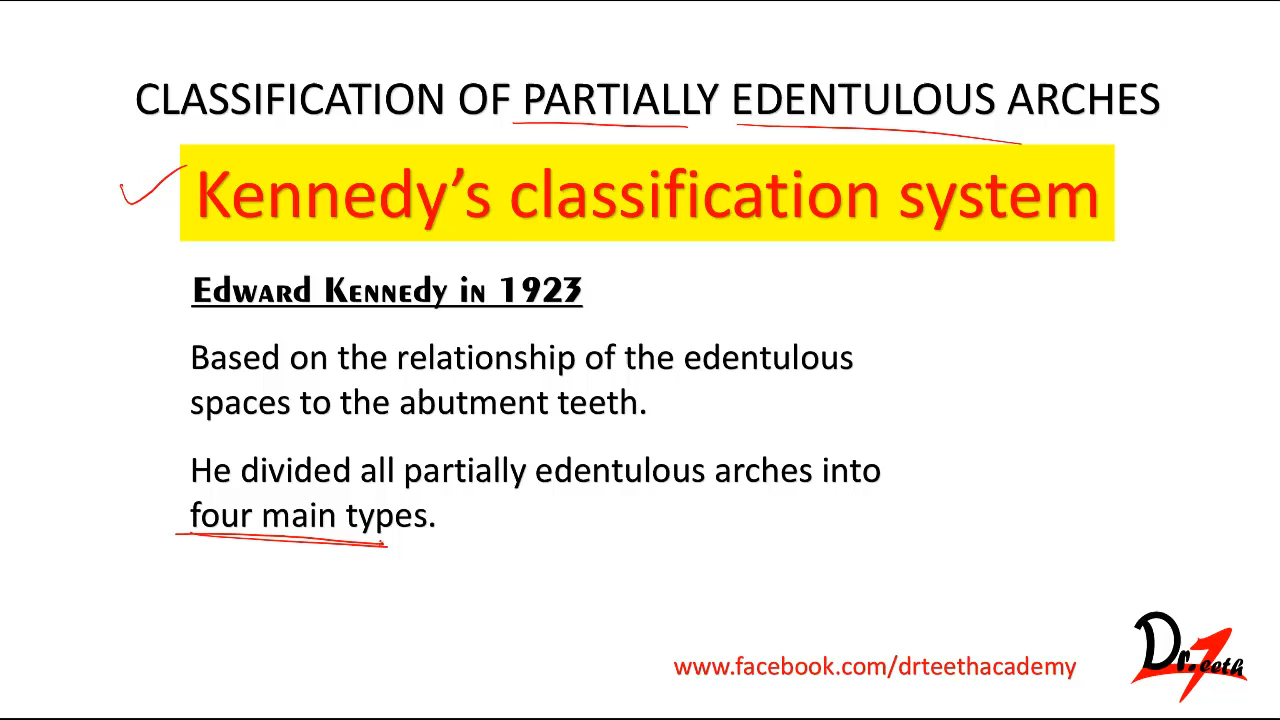 CLASSIFICATION OF PARTIALLY EDENTULOUS ARCHES
Kennedy’s classification system
Edward Kennedy in 1923
Based on the relationship of the edentulous
spaces to the abutment teeth.
He divided all partially edentulous arches into
four main types.
www.facebook.com/drteethacademy
Dr.Teeth